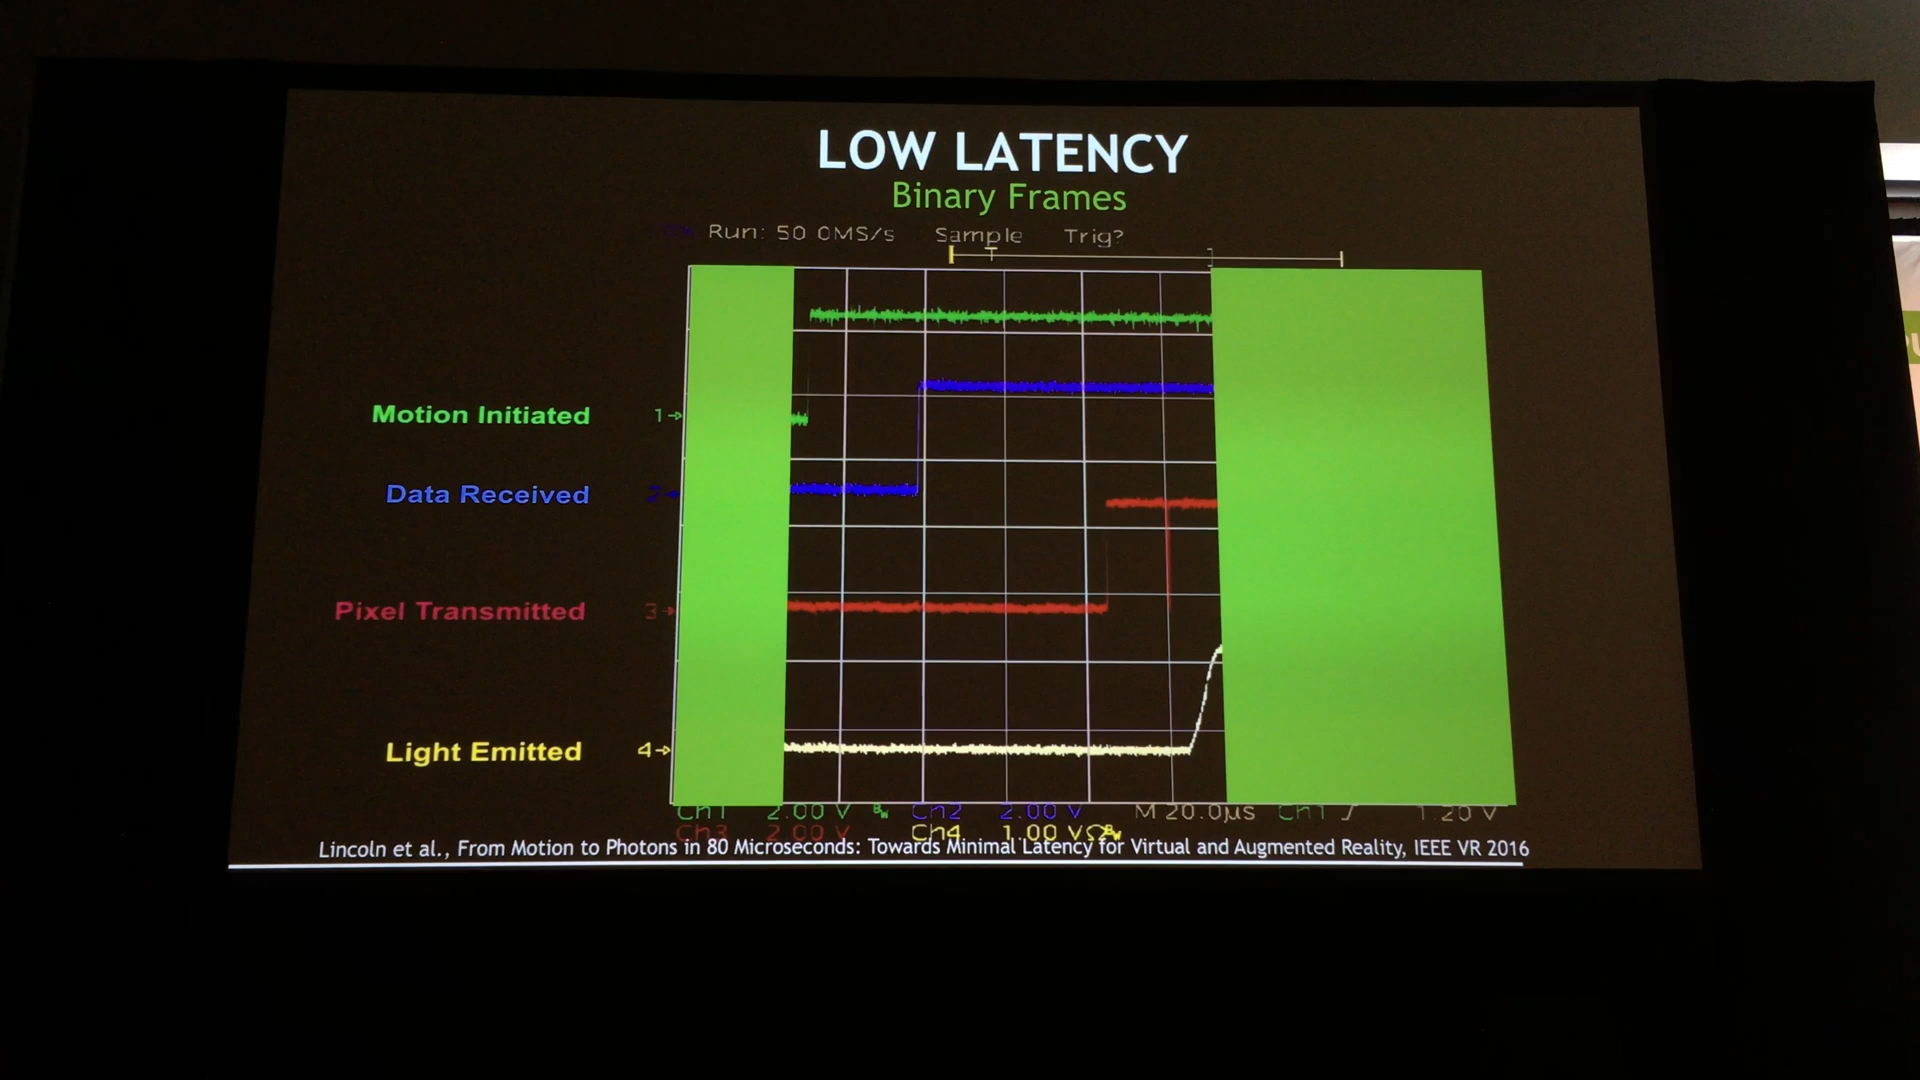 LOW LATENCY
Binary Frames
Run: 50.0MS/s Sample Trig?
T
Motion Initiated 1→
Data Received 2→
Pixel Transmitted 3→
Light Emitted 4→
Ch1 2.00 V Bw Ch2 2.00 V M 20.0µs Ch1 1.20 V
Ch3 2.00 V Ch4 1.00 VΩBw
Lincoln et al., From Motion to Photons in 80 Microseconds: Towards Minimal Latency for Virtual and Augmented Reality, IEEE VR 2016